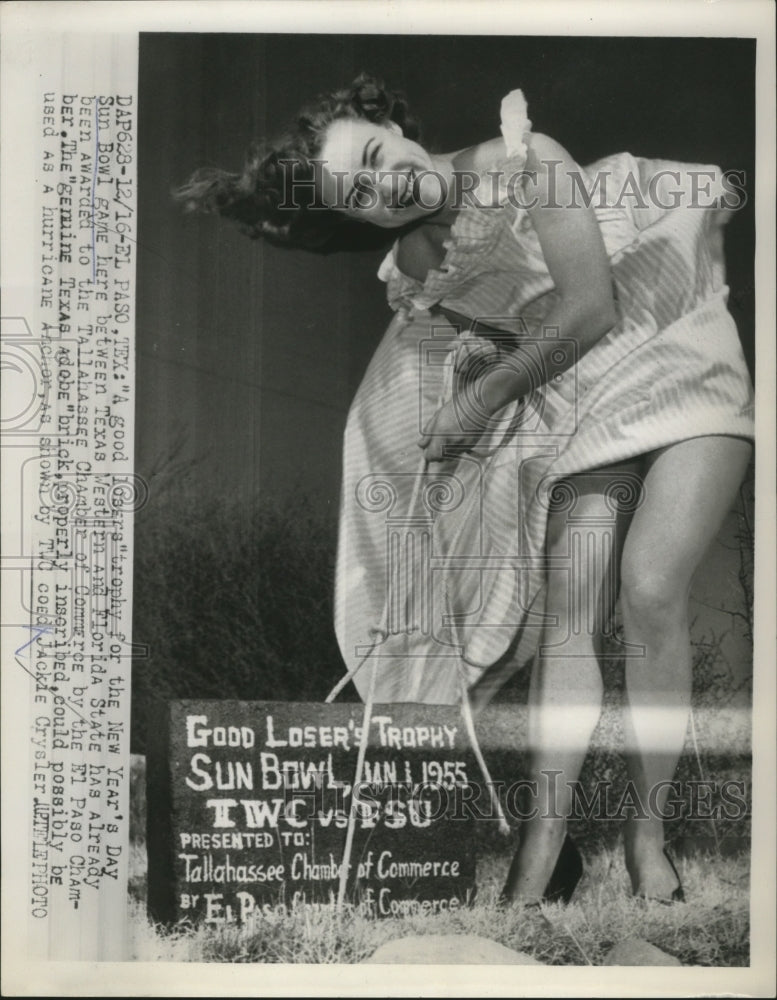 DAP628-12/16-EL PASO,TEX:"A good losers"trophy for the New Year's Day
Sun Bowl game here between Texas Western and Florida State has already
been awarded to the Tallahassee Chamber of Commerce by the El Paso Cham-
ber.The"genuine Texas adobe"brick,properly inscribed,could possibly be
used as a hurricane anchor,as shown by TWC coed Jackie Crysler.
HISTORIC IMAGES
Good Loser's Trophy
Sun Bowl, Jan 1, 1955
TWC vs FSU
PRESENTED TO:
Tallahassee Chamber of Commerce
BY El Paso Chamber of Commerce
HISTORIC IMAGES